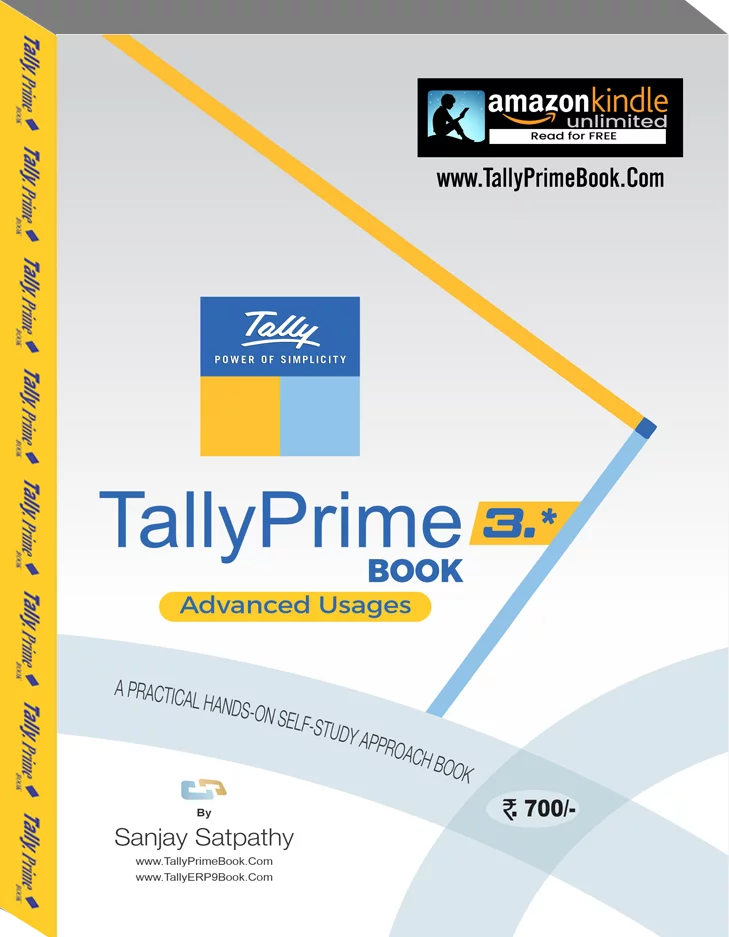 amazonkindle
unlimited
Read for FREE
www.TallyPrimeBook.Com
Tally
POWER OF SIMPLICITY
TallyPrime 3.*
BOOK
Advanced Usages
A PRACTICAL HANDS-ON SELF-STUDY APPROACH BOOK
₹. 700/-
By
Sanjay Satpathy
www.TallyPrimeBook.Com
www.TallyERP9Book.Com
Tally Prime BOOK
Tally Prime BOOK
Tally Prime BOOK
Tally Prime BOOK
Tally Prime BOOK
Tally Prime BOOK
Tally Prime BOOK
Tally Prime BOOK